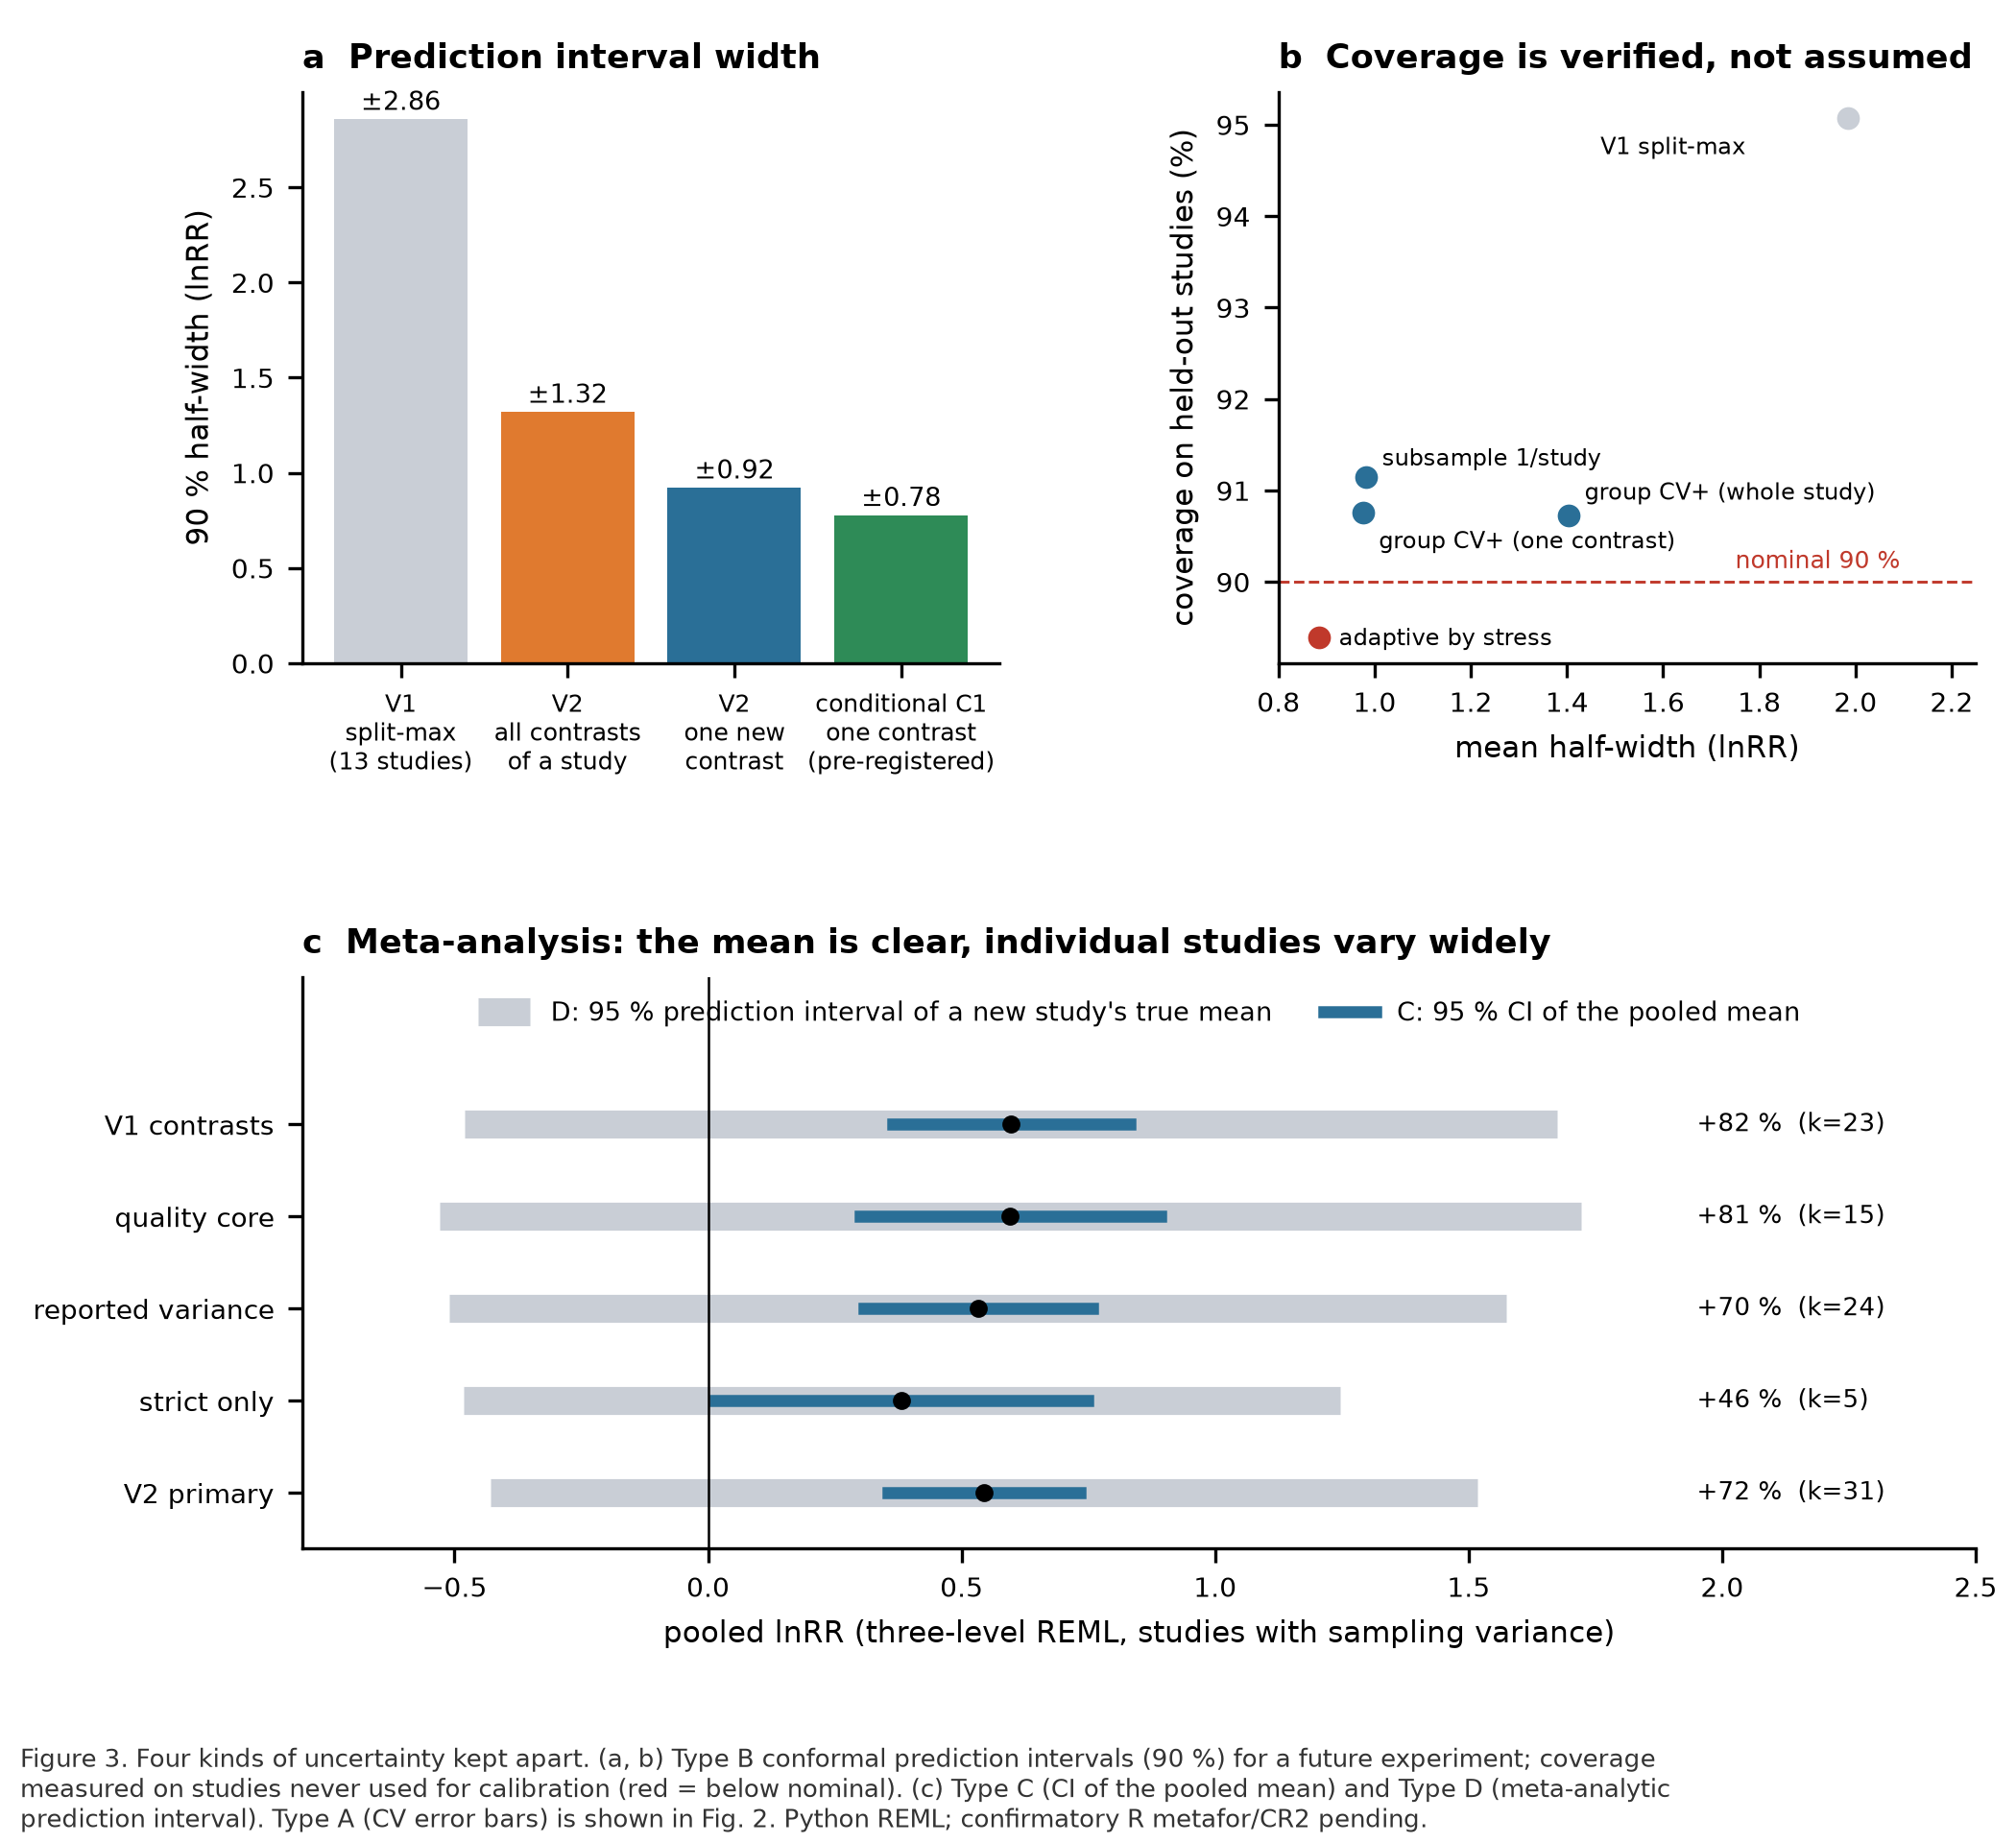 a  Prediction interval width
90 % half-width (lnRR)
2.5
2.0
1.5
1.0
0.5
0.0
±2.86
±1.32
±0.92
±0.78
V1
split-max
(13 studies)
V2
all contrasts
of a study
V2
one new
contrast
conditional C1
one contrast
(pre-registered)
b  Coverage is verified, not assumed
coverage on held-out studies (%)
95
94
93
92
91
90
V1 split-max
subsample 1/study
group CV+ (whole study)
group CV+ (one contrast)
nominal 90 %
adaptive by stress
0.8 1.0 1.2 1.4 1.6 1.8 2.0 2.2
mean half-width (lnRR)
c  Meta-analysis: the mean is clear, individual studies vary widely
D: 95 % prediction interval of a new study's true mean
C: 95 % CI of the pooled mean
V1 contrasts
+82 %  (k=23)
quality core
+81 %  (k=15)
reported variance
+70 %  (k=24)
strict only
+46 %  (k=5)
V2 primary
+72 %  (k=31)
−0.5 0.0 0.5 1.0 1.5 2.0 2.5
pooled lnRR (three-level REML, studies with sampling variance)
Figure 3. Four kinds of uncertainty kept apart. (a, b) Type B conformal prediction intervals (90 %) for a future experiment; coverage
measured on studies never used for calibration (red = below nominal). (c) Type C (CI of the pooled mean) and Type D (meta-analytic
prediction interval). Type A (CV error bars) is shown in Fig. 2. Python REML; confirmatory R metafor/CR2 pending.